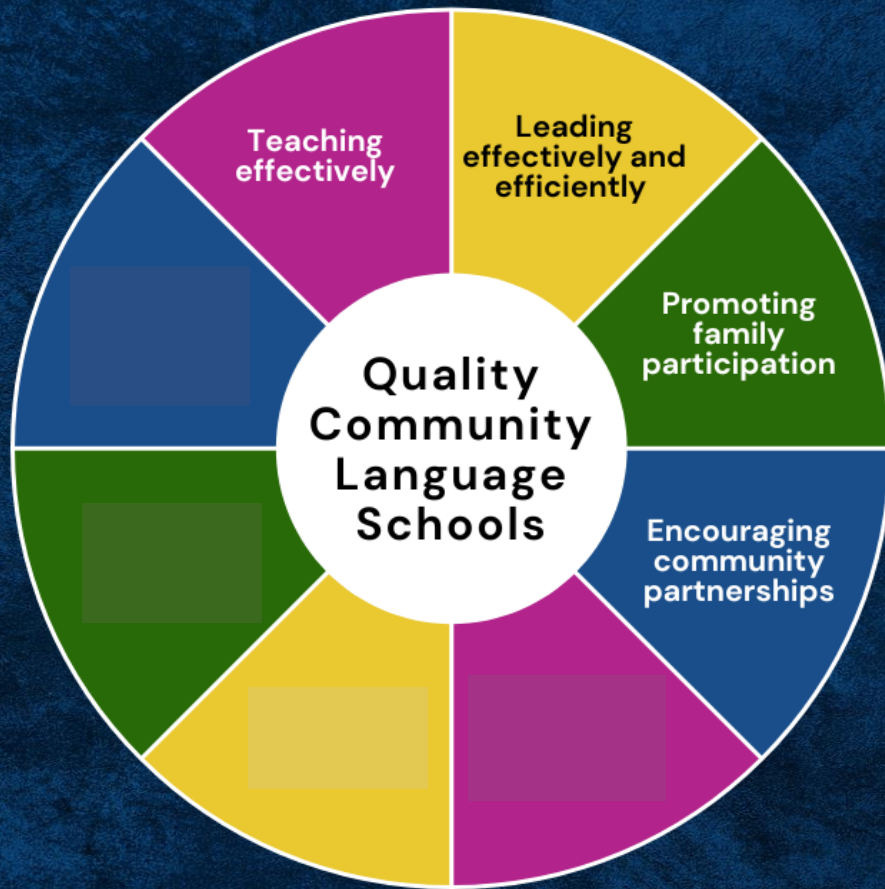 Teaching
effectively
Leading
effectively and
efficiently
Promoting
family
participation
Quality
Community
Language
Schools
Encouraging
community
partnerships